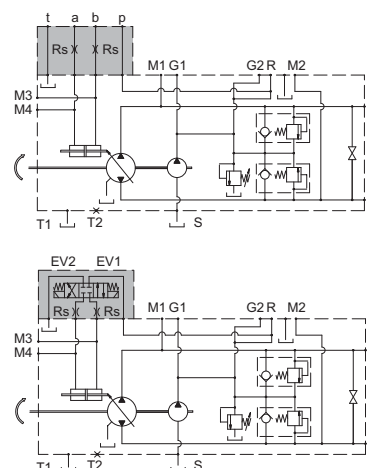 t a b p
Rs Rs
M1 G1 G2 R M2
M3
M4
T1 T2 S
EV2 EV1
Rs Rs
M1 G1 G2 R M2
M3
M4
T1 T2 S